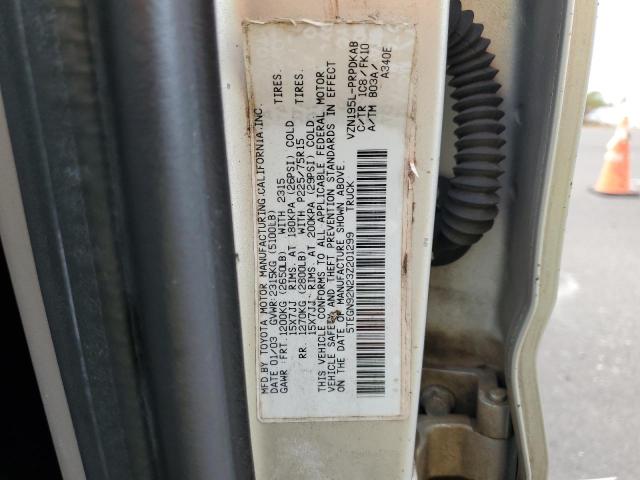 MFD.BY TOYOTA MOTOR MANUFACTURING,CALIFORNIA,INC.
DATE 01/03 GVWR 2315KG (5100LB)
GAWR : FRT. 1200KG (2650LB) WITH 2315 TIRES.
15X7JJ RIMS, AT 180KPA (26PSI) COLD
RR. 1270KG (2800LB) WITH P225/75R15 TIRES.
15X7JJ RIMS, AT 200KPA (29PSI) COLD.
THIS VEHICLE CONFORMS TO ALL APPLICABLE FEDERAL MOTOR
VEHICLE SAFETY AND THEFT PREVENTION STANDARDS IN EFFECT
ON THE DATE OF MANUFACTURE SHOWN ABOVE.
5TEGN92N23Z201299 TRUCK
VZN195L-PRPDKAB
C/TR 1C8/FK10
A/TM B03A/
A340E